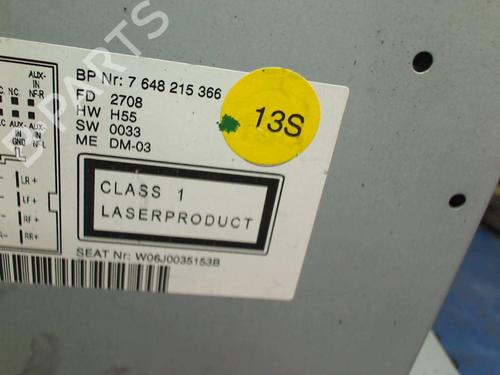 AUX-
IN
C. N.C. NF-R
BP Nr: 7 648 215 366
FD 2708
HW H55
SW 0033
ME DM-03
13S
AUX- AUX-
IN IN
GND NF-L
CLASS 1
LASERPRODUCT
LR+
LF+
RF+
RR+
SEAT Nr: W06J0035153B
PARTS